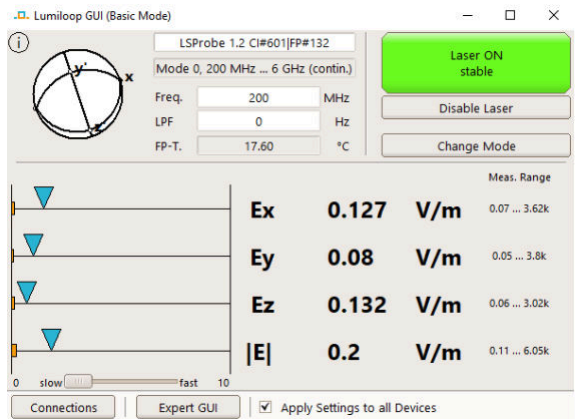 Lumiloop GUI (Basic Mode)
i
y'
x
LSProbe 1.2 CI#601|FP#132
Mode 0, 200 MHz ... 6 GHz (contin.)
Freq. 200 MHz
LPF 0 Hz
FP-T. 17.60 °C
Laser ON
stable
Disable Laser
Change Mode
Meas. Range
Ex 0.127 V/m 0.07 ... 3.62k
Ey 0.08 V/m 0.05 ... 3.8k
Ez 0.132 V/m 0.06 ... 3.02k
|E| 0.2 V/m 0.11 ... 6.05k
0 slow fast 10
Connections Expert GUI Apply Settings to all Devices